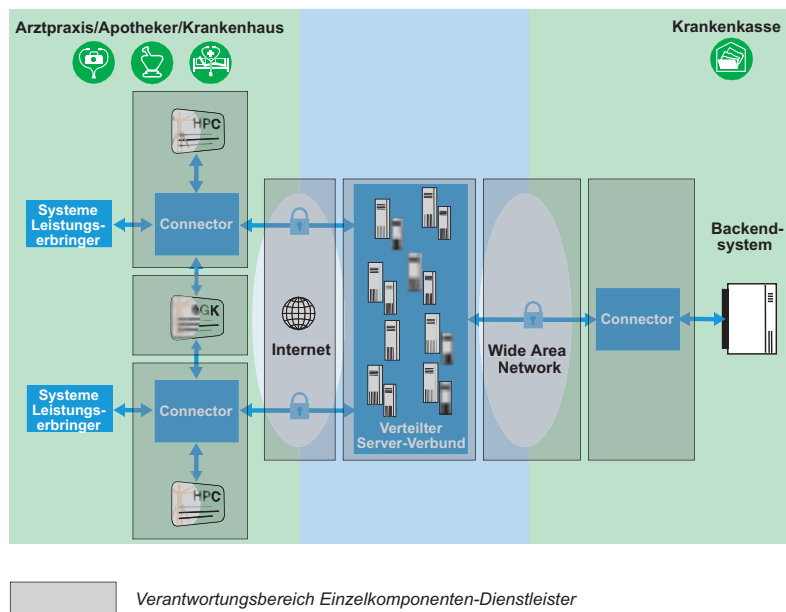 Arztpraxis/Apotheker/Krankenhaus
Krankenkasse
HPC
Systeme
Leistungs-
erbringer
Connector
GK
Internet
Verteilter
Server-Verbund
Wide Area
Network
Connector
Backend-
system
Systeme
Leistungs-
erbringer
Connector
HPC
Verantwortungsbereich Einzelkomponenten-Dienstleister